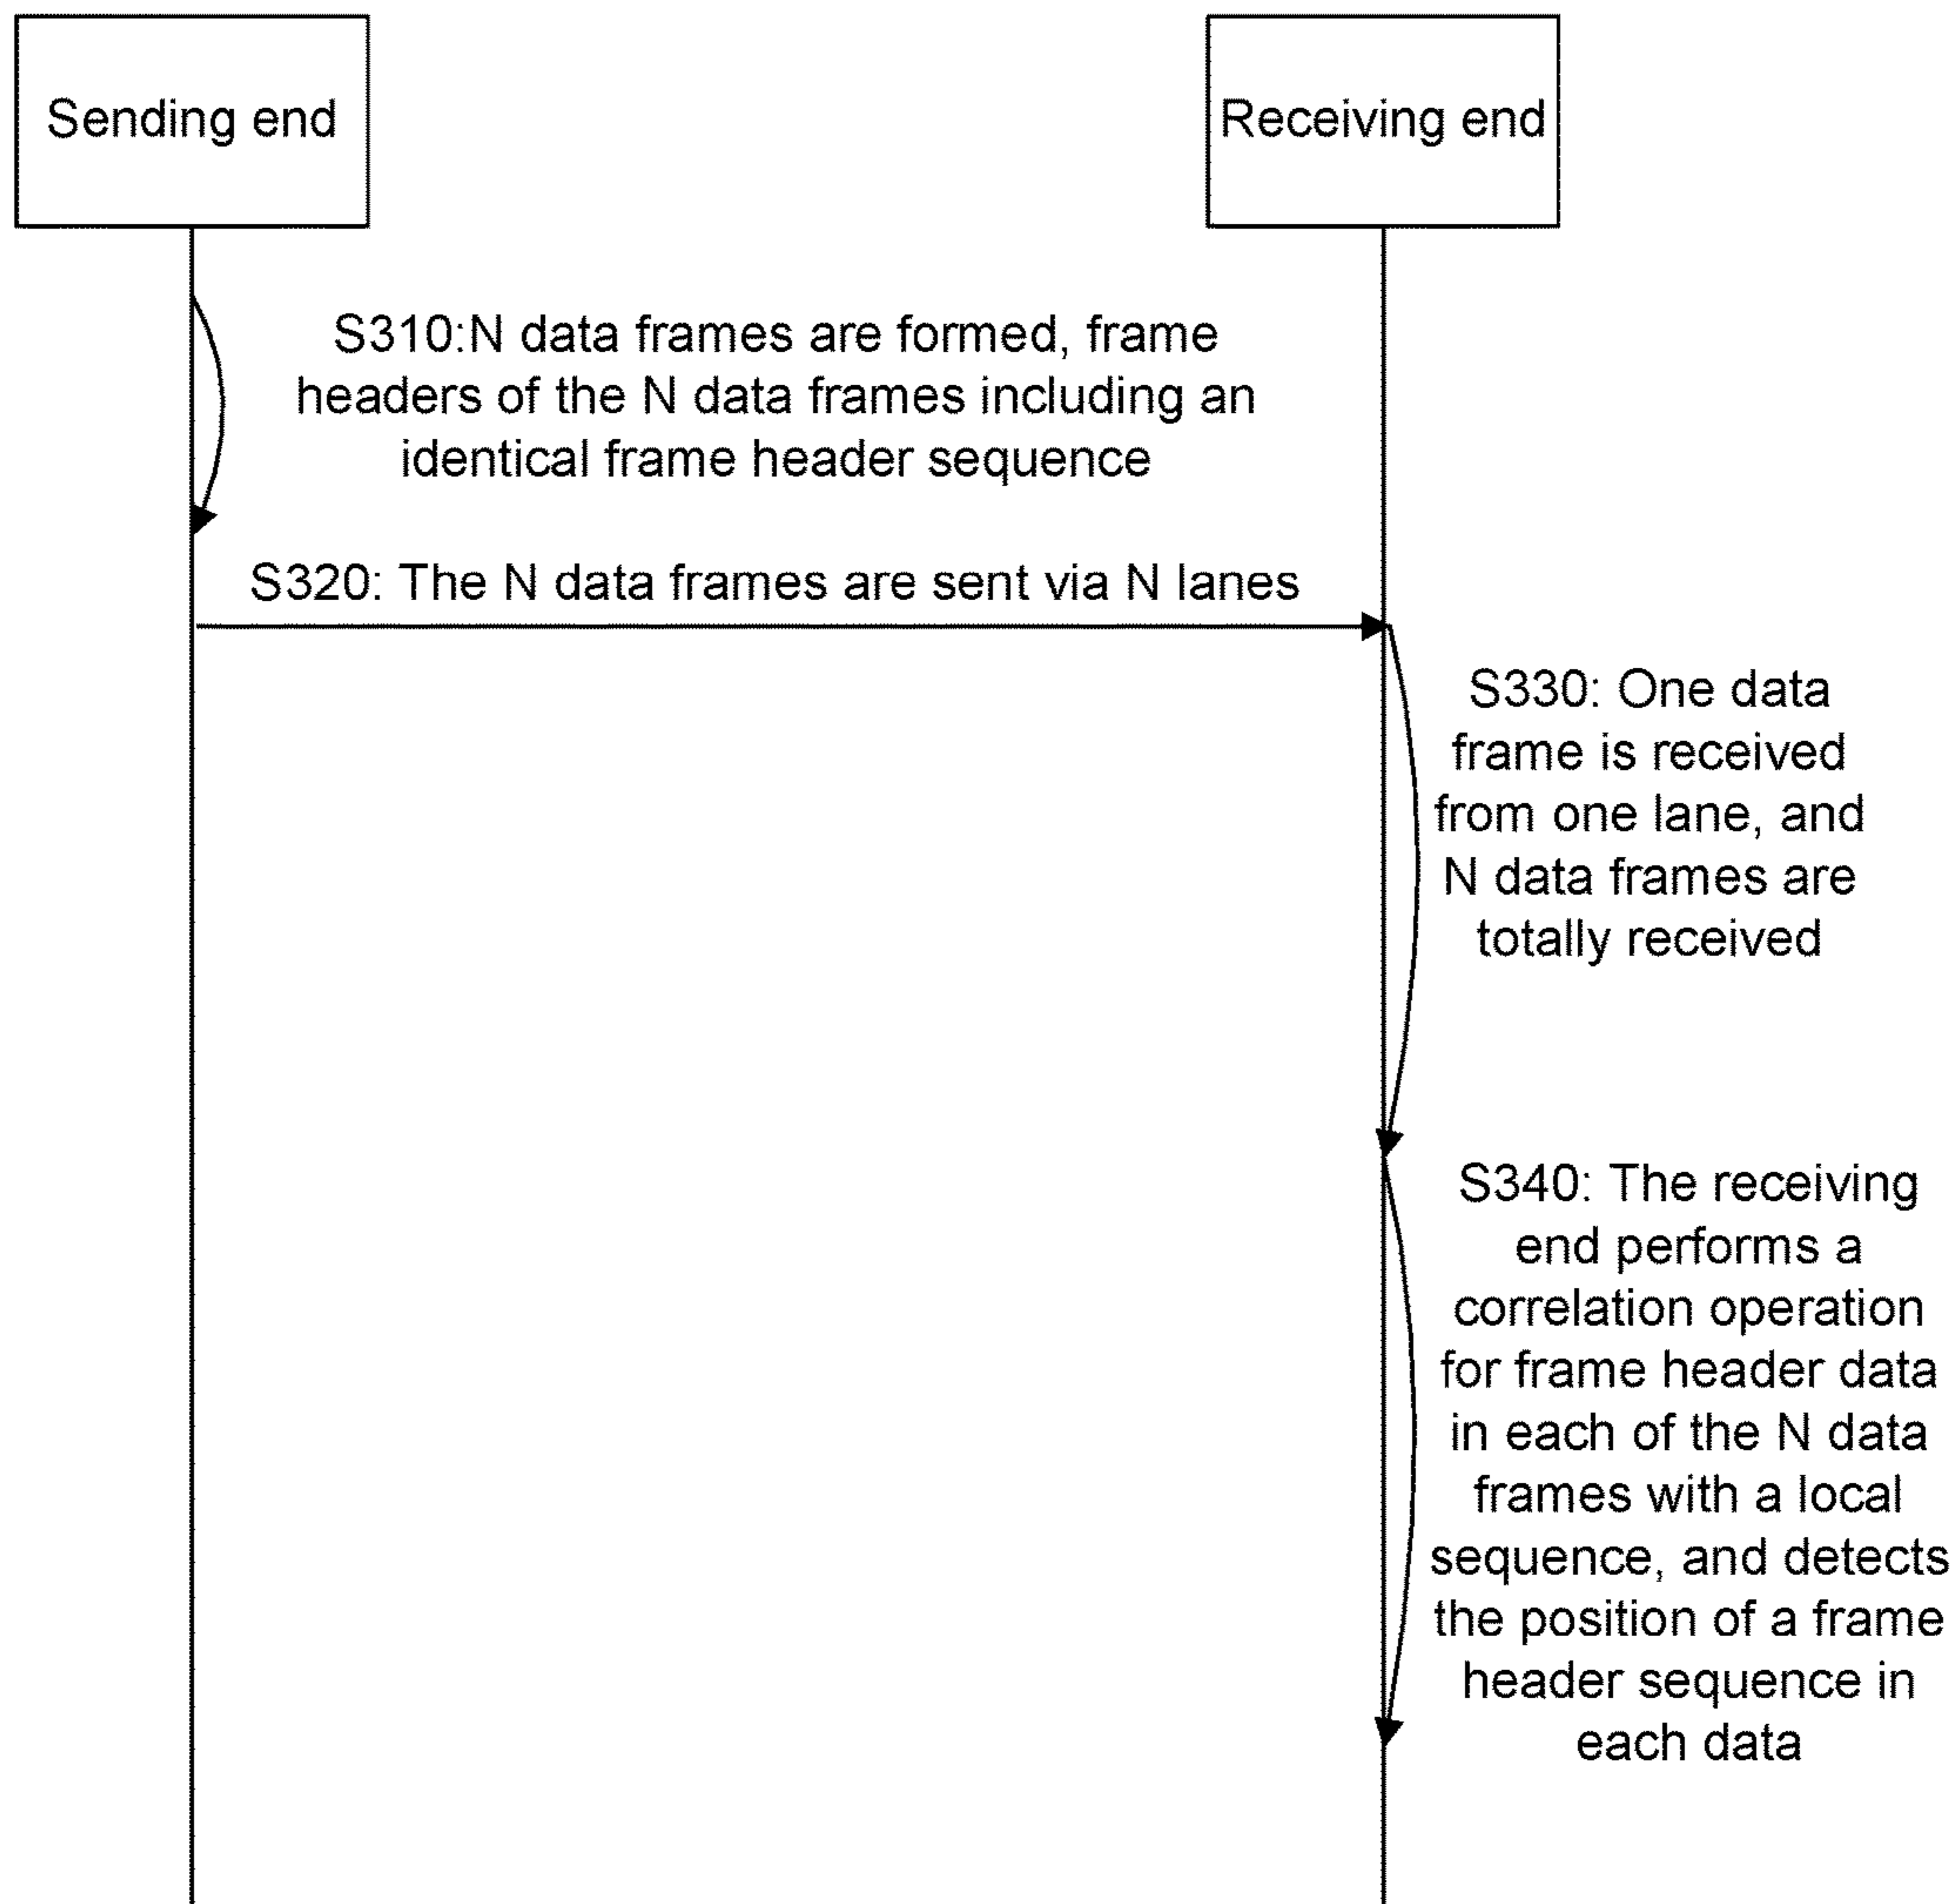 Sending end
Receiving end
S310:N data frames are formed, frame
headers of the N data frames including an
identical frame header sequence
S320: The N data frames are sent via N lanes
S330: One data
frame is received
from one lane, and
N data frames are
totally received
S340: The receiving
end performs a
correlation operation
for frame header data
in each of the N data
frames with a local
sequence, and detects
the position of a frame
header sequence in
each data